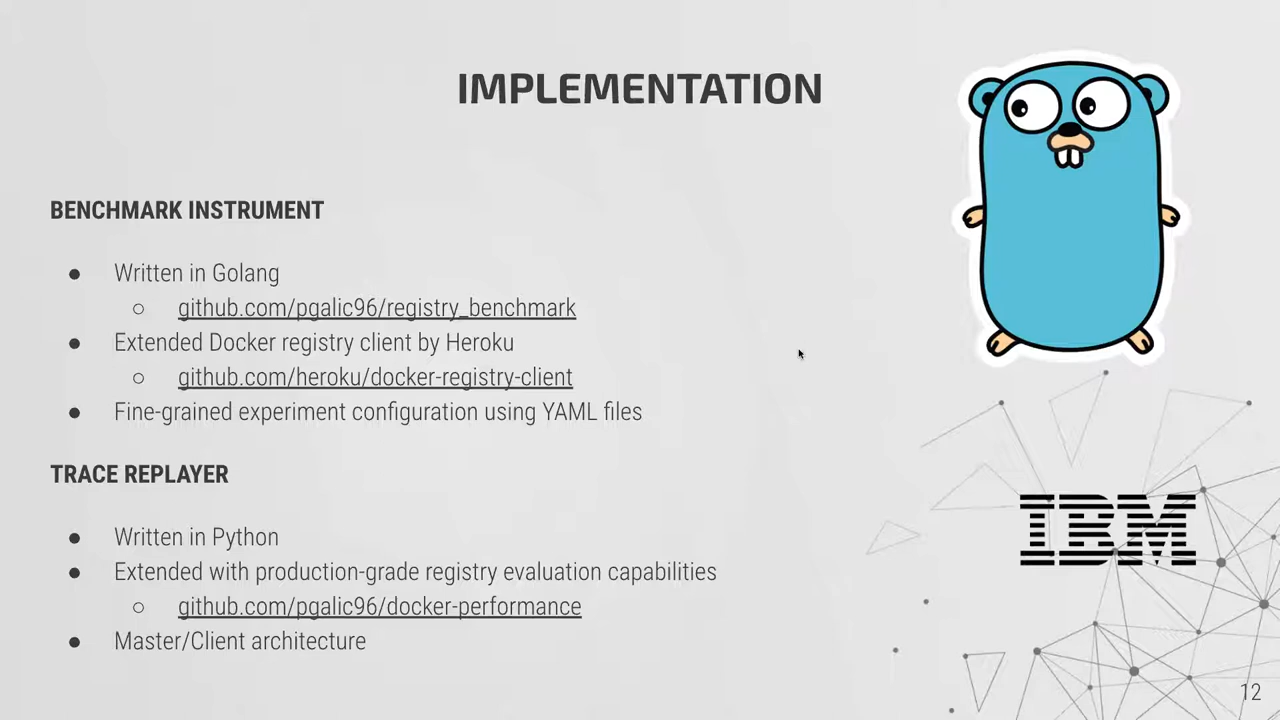 IMPLEMENTATION
BENCHMARK INSTRUMENT
● Written in Golang
○ github.com/pgalic96/registry_benchmark
● Extended Docker registry client by Heroku
○ github.com/heroku/docker-registry-client
● Fine-grained experiment configuration using YAML files
TRACE REPLAYER
● Written in Python
● Extended with production-grade registry evaluation capabilities
○ github.com/pgalic96/docker-performance
● Master/Client architecture
IBM
12